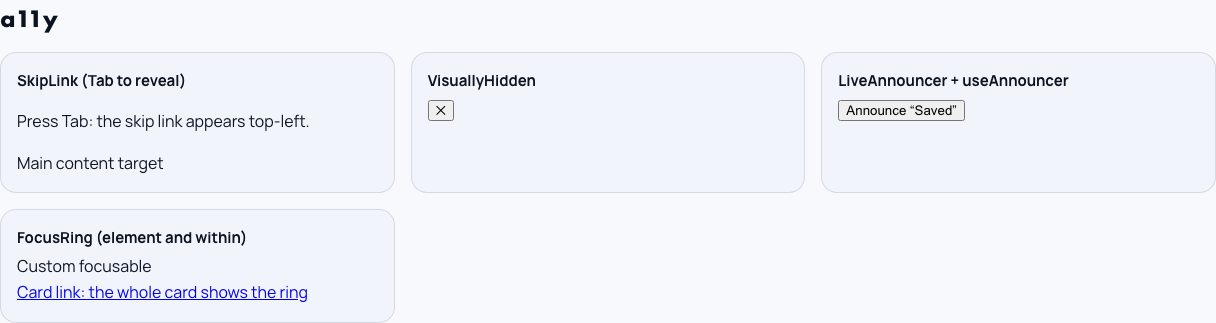 a11y
SkipLink (Tab to reveal)
Press Tab: the skip link appears top-left.
Main content target
VisuallyHidden
✕
LiveAnnouncer + useAnnouncer
Announce “Saved”
FocusRing (element and within)
Custom focusable
Card link: the whole card shows the ring